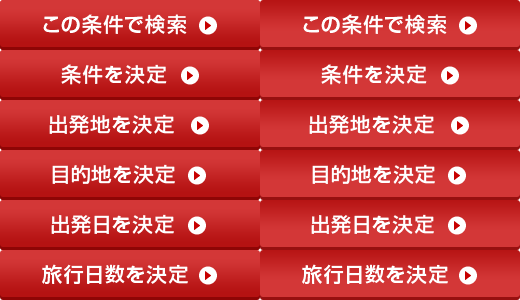 この条件で検索 この条件で検索
条件を決定 条件を決定
出発地を決定 出発地を決定
目的地を決定 目的地を決定
出発日を決定 出発日を決定
旅行日数を決定 旅行日数を決定